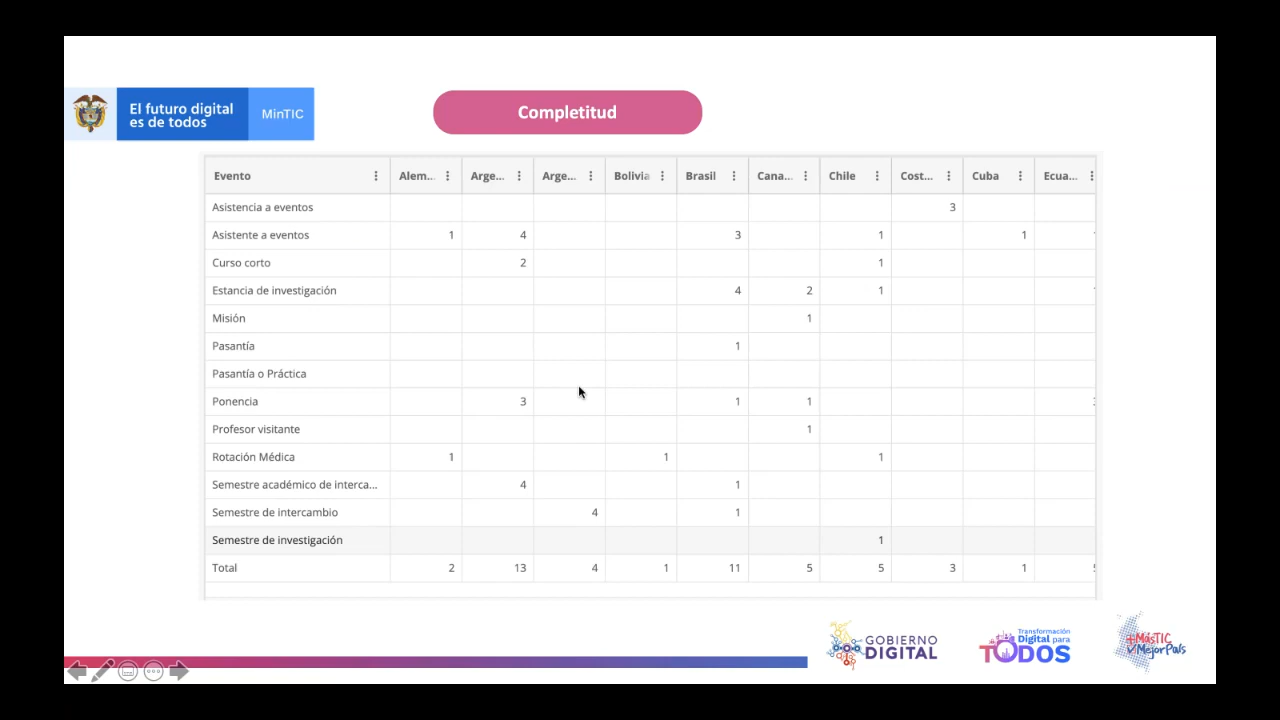 El futuro digital
es de todos
MinTIC
Completitud
Evento Alem... Arge... Arge... Bolivia Brasil Cana... Chile Cost... Cuba Ecua...
Asistencia a eventos 3
Asistente a eventos 1 4 3 1 1
Curso corto 2 1
Estancia de investigación 4 2 1
Misión 1
Pasantía 1
Pasantía o Práctica
Ponencia 3 1 1
Profesor visitante 1
Rotación Médica 1 1 1
Semestre académico de interca... 4 1
Semestre de intercambio 4 1
Semestre de investigación 1
Total 2 13 4 1 11 5 5 3 1
GOBIERNO
DIGITAL
Transformación
Digital para
TODOS
+MásTIC
MejorPaís